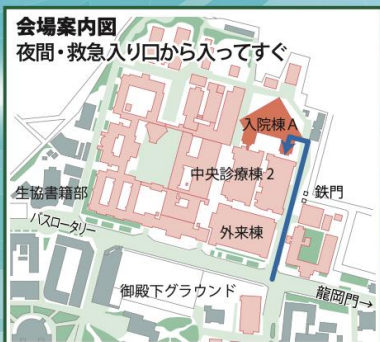 会場案内図
夜間・救急入り口から入ってすぐ
入院棟A
中央診療棟2
生協書籍部
鉄門
バスロータリー
外来棟
御殿下グラウンド
龍岡門→